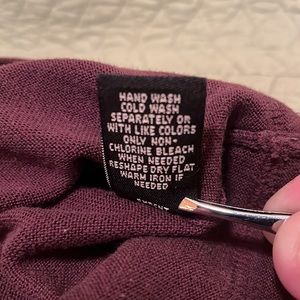 HAND WASH
COLD WASH
SEPARATELY OR
WITH LIKE COLORS
ONLY NON-
CHLORINE BLEACH
WHEN NEEDED
RESHAPE DRY FLAT
WARM IRON IF
NEEDED